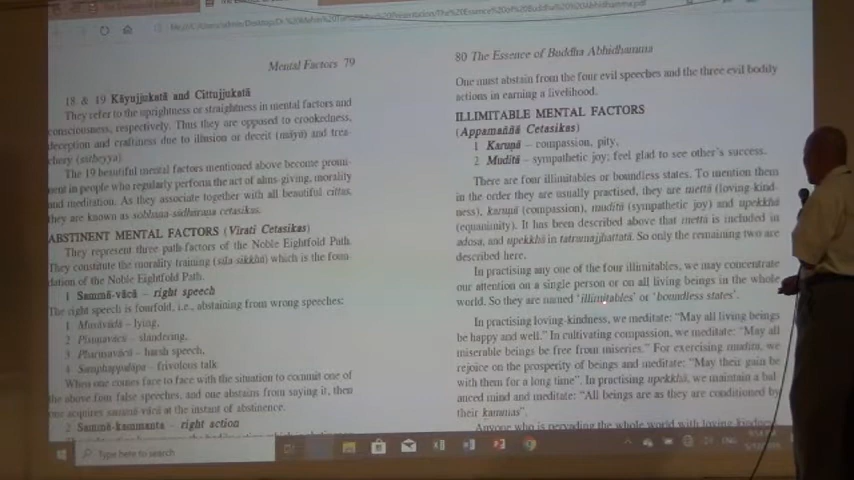 Mental Factors 79
18 & 19 Kāyujjukatā and Cittujjukatā
They refer to the uprightness or straightness in mental factors and
consciousness, respectively. Thus they are opposed to crookedness,
deception and craftiness due to illusion or deceit (māyā) and trea-
chery (sātheyya).
The 19 beautiful mental factors mentioned above become promi-
nent in people who regularly perform the act of alms-giving, morality
and meditation. As they associate together with all beautiful cittas,
they are known as sobhana-sādhāraṇa cetasikas.
ABSTINENT MENTAL FACTORS (Virati Cetasikas)
They represent three path-factors of the Noble Eightfold Path.
They constitute the morality training (sīla sikkhā) which is the foun-
dation of the Noble Eightfold Path.
1 Sammā-vācā – right speech
The right speech is fourfold, i.e., abstaining from wrong speeches:
1 Musāvādā – lying,
2 – slandering,
3 – harsh speech,
4 – frivolous talk.
When one comes face to face with the situation to commit one of
the above four false speeches, and one abstains from saying it, then
one acquires sammā-vācā at the instant of abstinence.
2 Sammā-kammanta – right action
80 The Essence of Buddha Abhidhamma
One must abstain from the four evil speeches and the three evil bodily
actions in earning a livelihood.
ILLIMITABLE MENTAL FACTORS
(Appamaññā Cetasikas)
1 Karuṇā – compassion, pity,
2 Muditā – sympathetic joy; feel glad to see other's success.
There are four illimitables or boundless states. To mention them
in the order they are usually practised, they are mettā (loving-kind-
ness), karuṇā (compassion), muditā (sympathetic joy) and upekkhā
(equanimity). It has been described above that mettā is included in
adosa, and upekkhā in tatramajjhattatā. So only the remaining two are
described here.
In practising any one of the four illimitables, we may concentrate
our attention on a single person or on all living beings in the whole
world. So they are named 'illimitables' or 'boundless states'.
In practising loving-kindness, we meditate: "May all living beings
be happy and well." In cultivating compassion, we meditate: "May all
miserable beings be free from miseries." For exercising muditā, we
rejoice on the prosperity of beings and meditate: "May their gain be
with them for a long time". In practising upekkhā, we maintain a bal-
anced mind and meditate: "All beings are as they are conditioned by
their kammas".
Anyone who is pervading the whole world with loving kindness
Type here to search
ENG